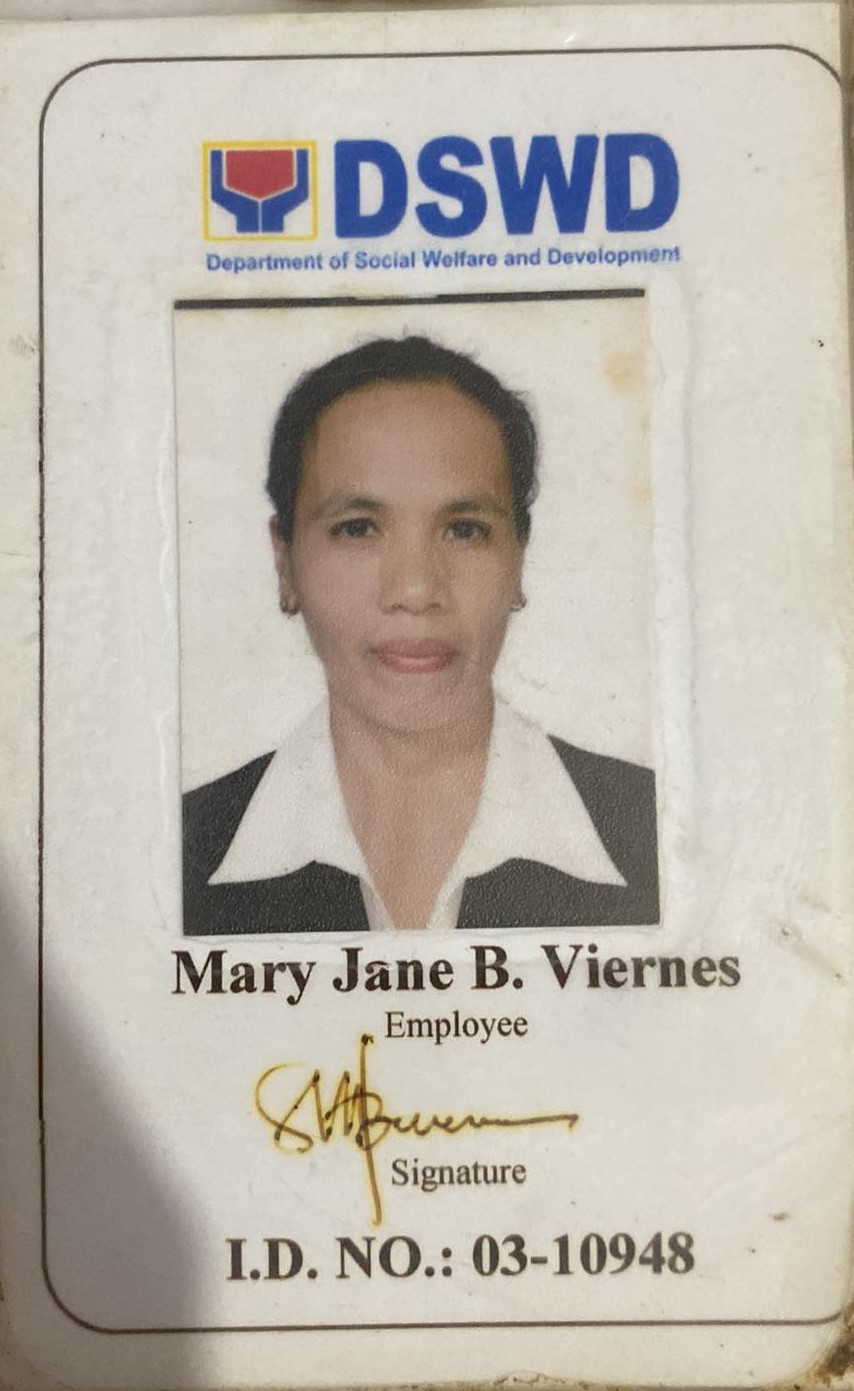 DSWD
Department of Social Welfare and Development
Mary Jane B. Viernes
Employee
Signature
I.D. NO.: 03-10948